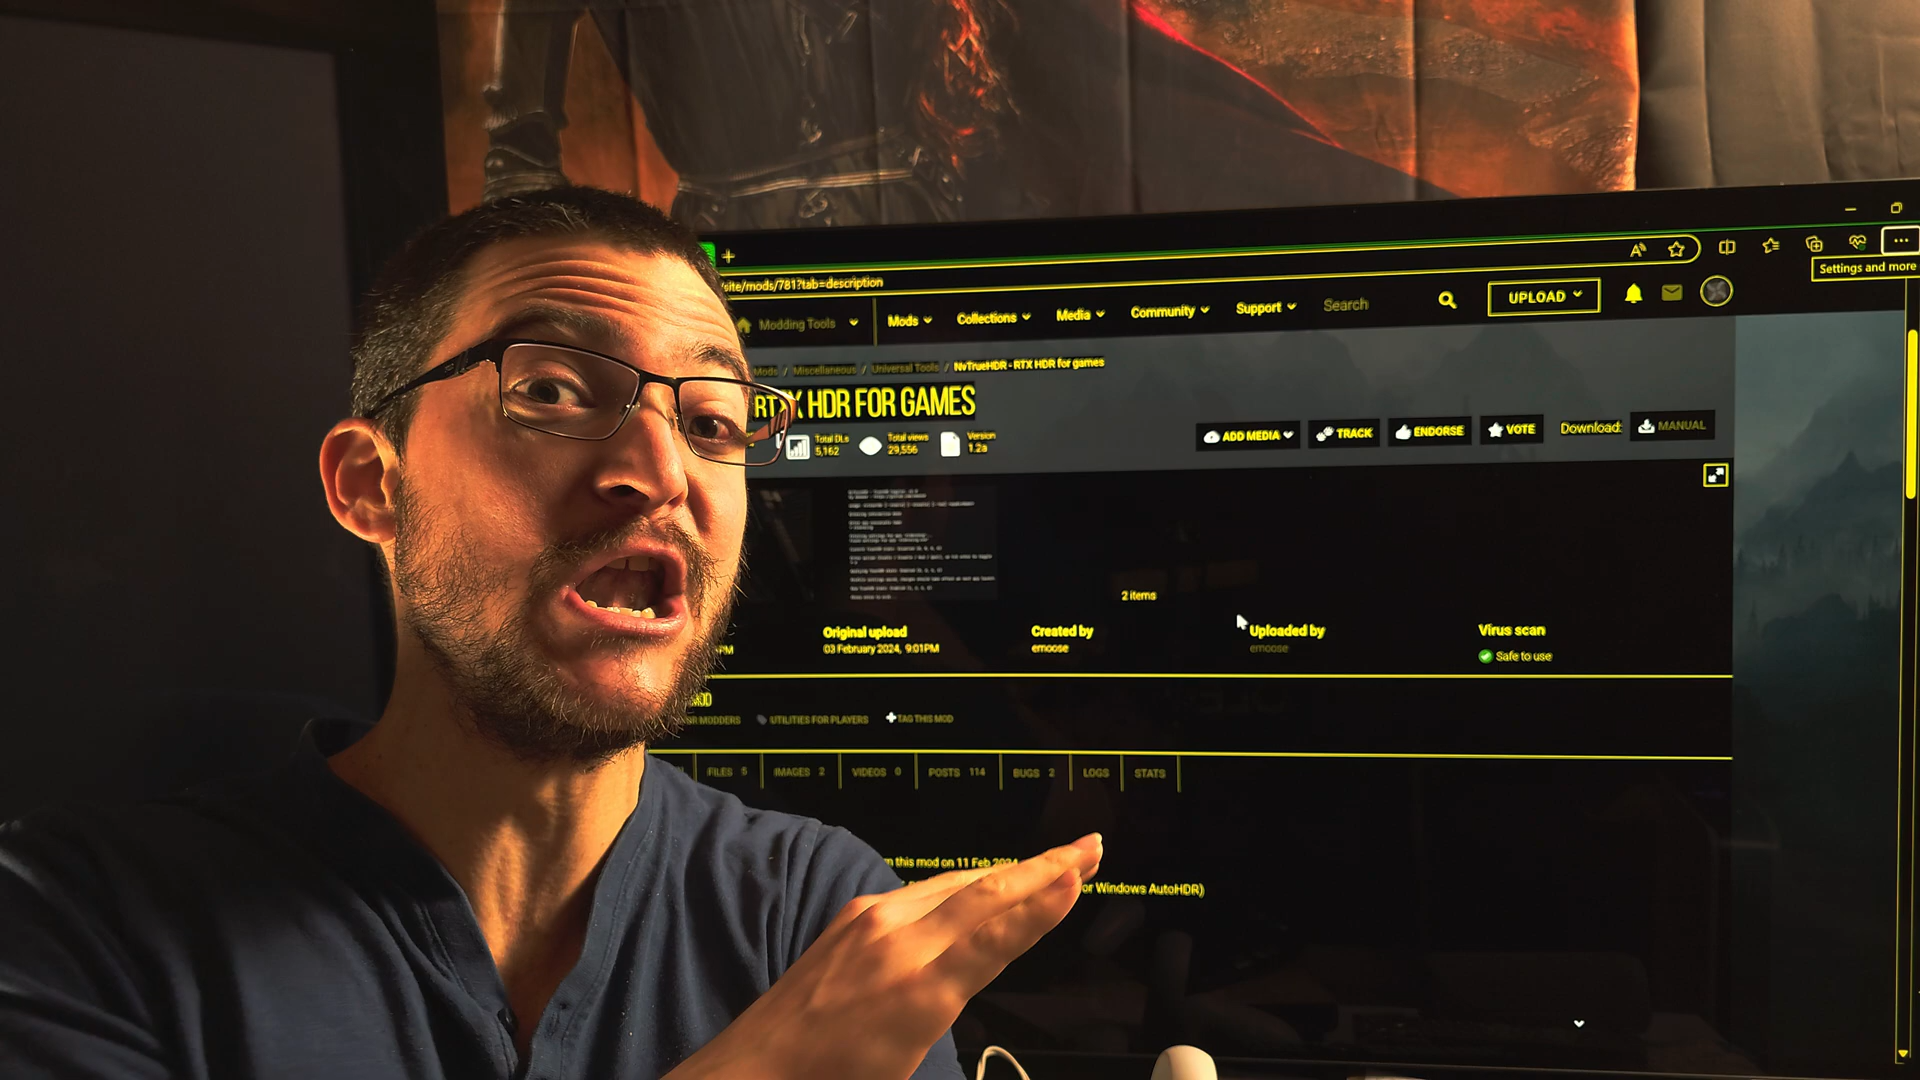 site/mods/781?tab=description
Settings and more
Modding Tools
Mods
Collections
Media
Community
Support
Search
UPLOAD
Mods / Miscellaneous / Universal Tools / NvTrueHDR - RTX HDR for games
RTX HDR FOR GAMES
Total DLs
5,162
Total views
29,556
Version
1.2a
ADD MEDIA
TRACK
ENDORSE
VOTE
Download:
MANUAL
2 items
PM
Original upload
03 February 2024, 9:01PM
Created by
emoose
Uploaded by
emoose
Virus scan
Safe to use
MOD
MODDERS
UTILITIES FOR PLAYERS
TAG THIS MOD
FILES 5
IMAGES 2
VIDEOS 0
POSTS 114
BUGS 2
LOGS
STATS
this mod on 11 Feb 2024
or Windows AutoHDR)